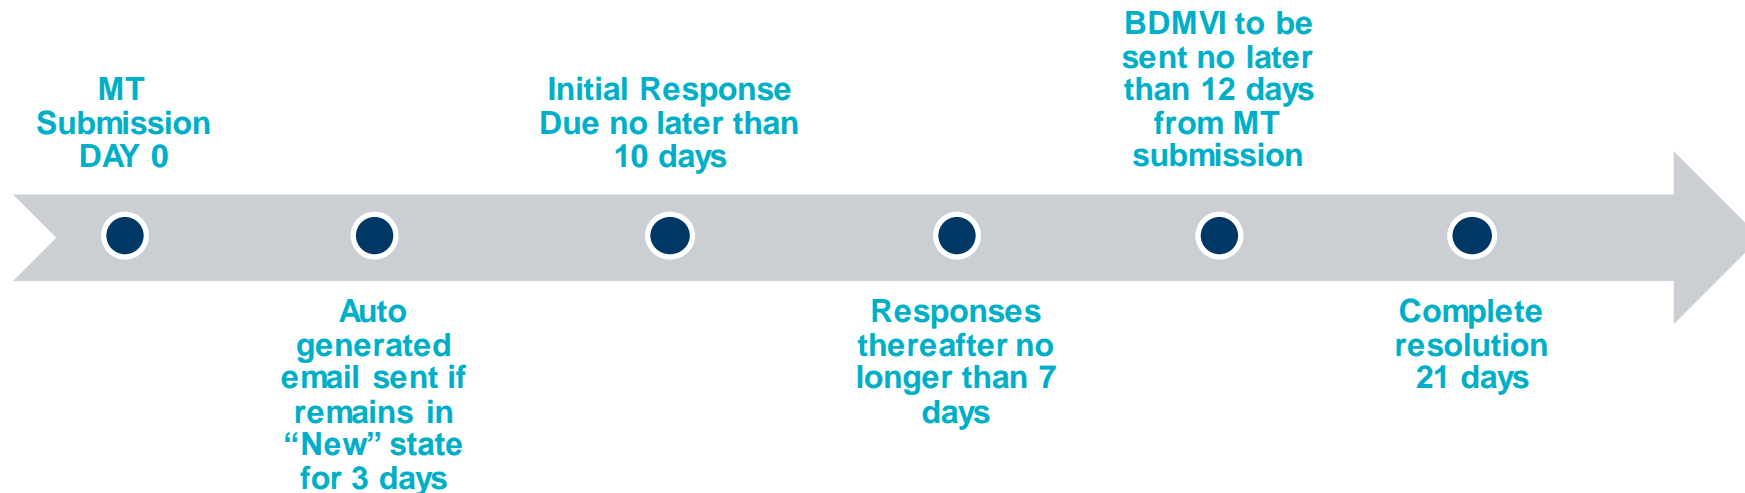 MT
Submission
DAY 0
Auto
generated
email sent if
remains in
“New” state
for 3 days
Initial Response
Due no later than
10 days
Responses
thereafter no
longer than 7
days
BDMVI to be
sent no later
than 12 days
from MT
submission
Complete
resolution
21 days